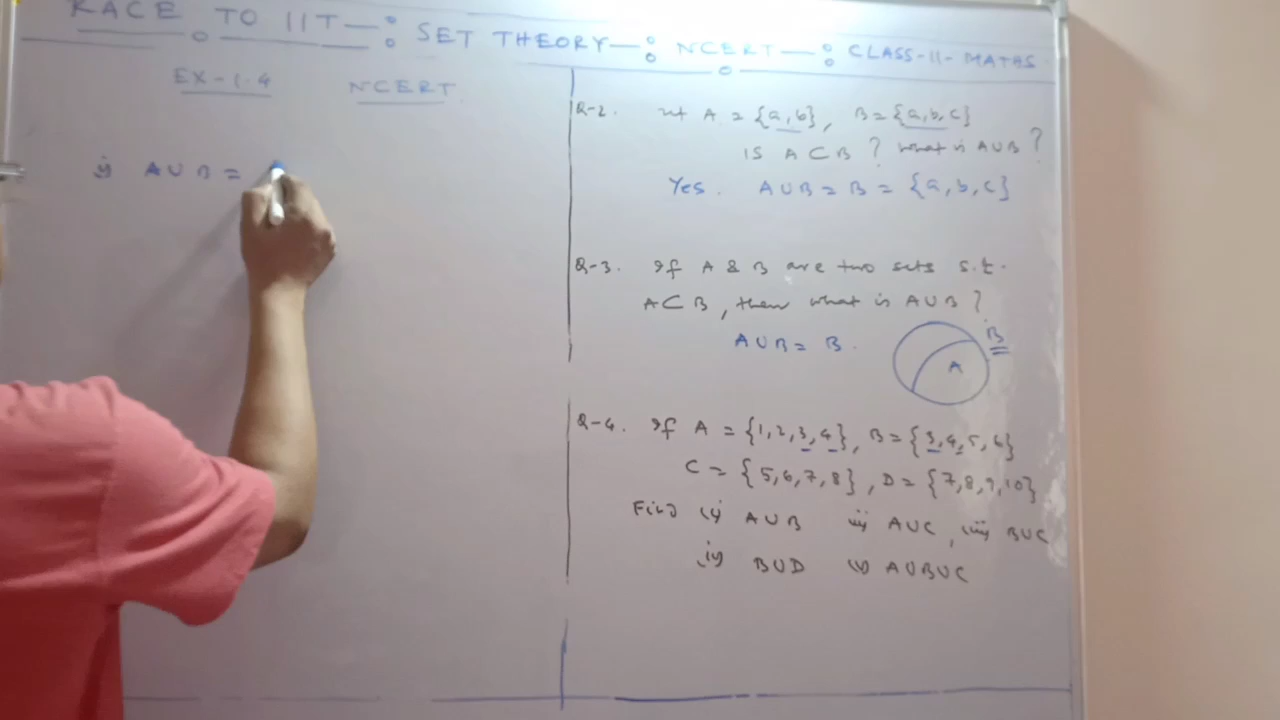 RACE TO IIT —: SET THEORY —: NCERT —: CLASS-11-MATHS
EX-1.4 NCERT
i) A∪B =
Q-2. Let A = {a,b}, B={a,b,c}
IS A⊂B ? What is A∪B ?
Yes. A∪B = B = {a,b,c}
Q-3. If A & B are two sets s.t.
A⊂B, then what is A∪B ?
A∪B = B.
B
A
Q-4. If A = {1,2,3,4}, B={3,4,5,6}
C = {5,6,7,8}, D = {7,8,9,10}
Find (i) A∪B ii) A∪C, (iii) B∪C
iv) B∪D (v) A∪B∪C